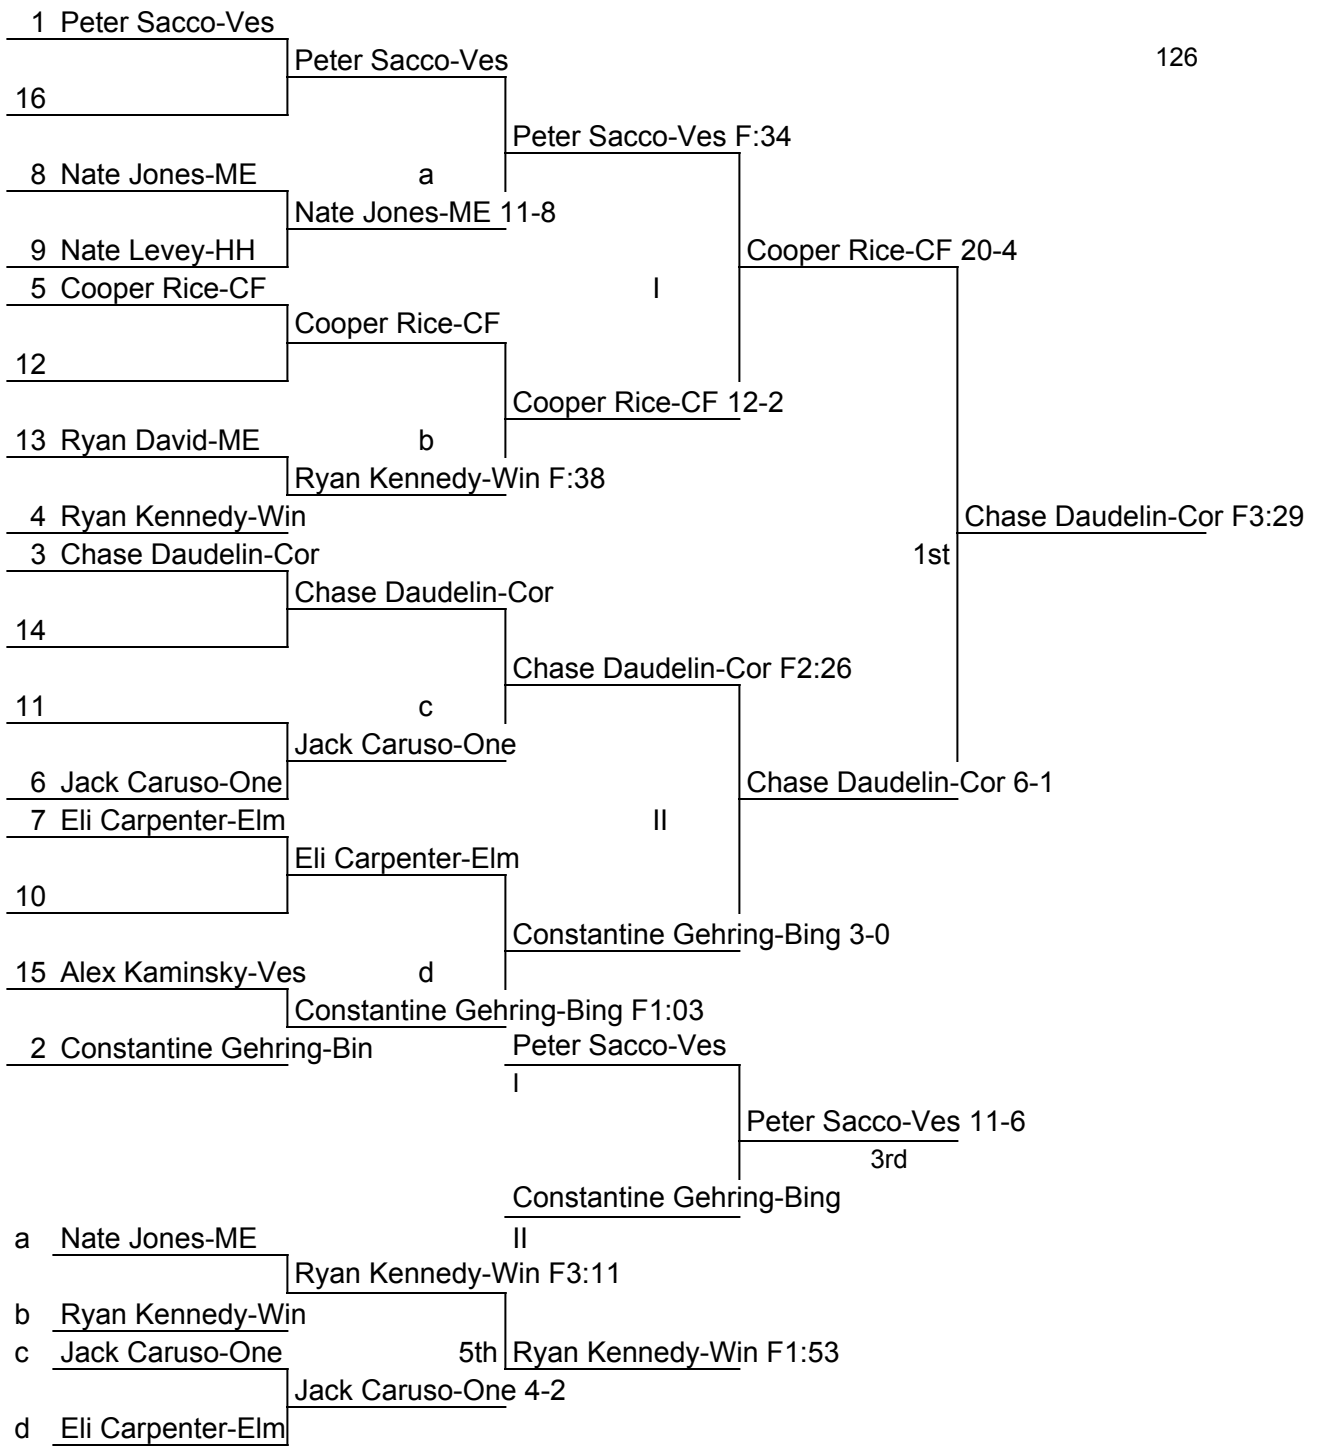 1 Peter Sacco-Ves
Peter Sacco-Ves
126
16
Peter Sacco-Ves F:34
8 Nate Jones-ME
a
Nate Jones-ME 11-8
9 Nate Levey-HH
Cooper Rice-CF 20-4
5 Cooper Rice-CF
I
Cooper Rice-CF
12
Cooper Rice-CF 12-2
13 Ryan David-ME
b
Ryan Kennedy-Win F:38
4 Ryan Kennedy-Win
Chase Daudelin-Cor F3:29
3 Chase Daudelin-Cor
1st
Chase Daudelin-Cor
14
Chase Daudelin-Cor F2:26
11
c
Jack Caruso-One
6 Jack Caruso-One
Chase Daudelin-Cor 6-1
7 Eli Carpenter-Elm
II
Eli Carpenter-Elm
10
Constantine Gehring-Bing 3-0
15 Alex Kaminsky-Ves
d
Constantine Gehring-Bing F1:03
2 Constantine Gehring-Bin
Peter Sacco-Ves
I
Peter Sacco-Ves 11-6
3rd
Constantine Gehring-Bing
a Nate Jones-ME
II
Ryan Kennedy-Win F3:11
b Ryan Kennedy-Win
c Jack Caruso-One
5th Ryan Kennedy-Win F1:53
Jack Caruso-One 4-2
d Eli Carpenter-Elm